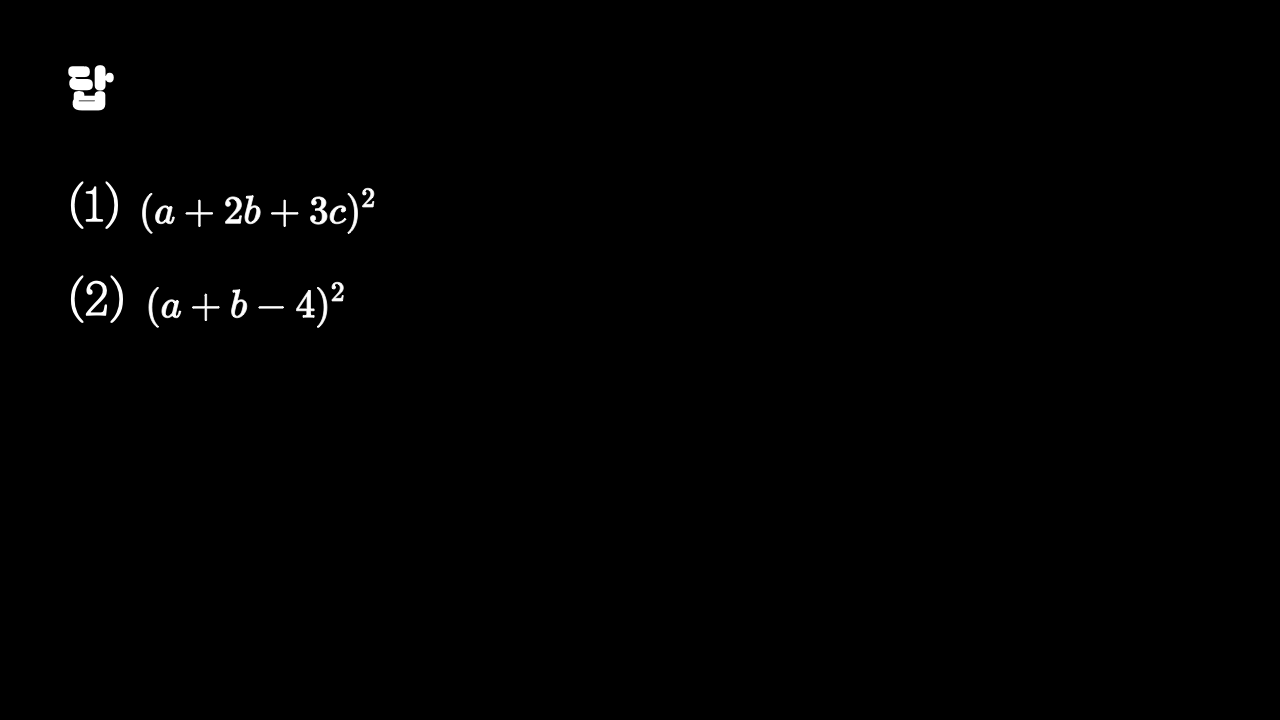 답
(1) (a + 2b + 3c)²
(2) (a + b − 4)²